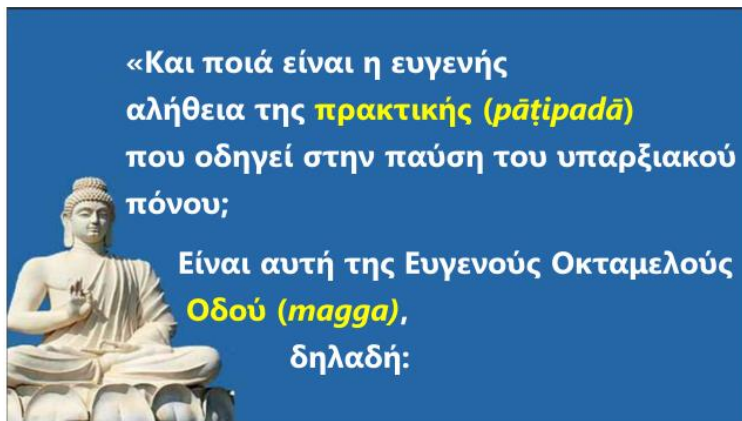 «Και ποιά είναι η ευγενής
αλήθεια της πρακτικής (pāṭipadā)
που οδηγεί στην παύση του υπαρξιακού
πόνου;
Είναι αυτή της Ευγενούς Οκταμελούς
Οδού (magga),
δηλαδή: